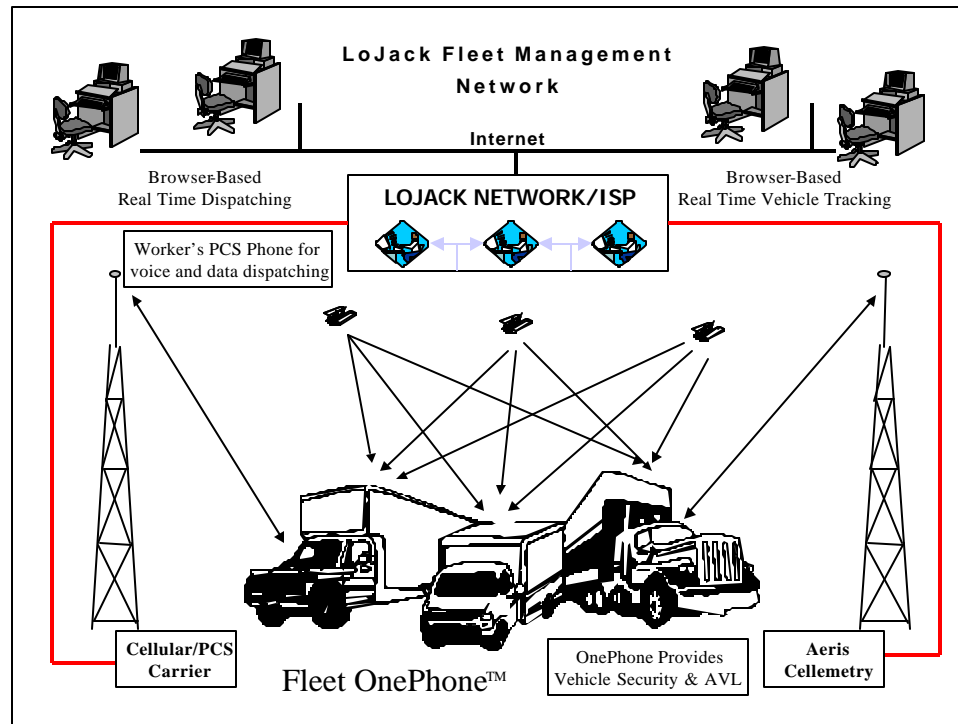 LoJack Fleet Management
Network
Internet
Browser-Based
Real Time Dispatching
Browser-Based
Real Time Vehicle Tracking
LOJACK NETWORK/ISP
Worker's PCS Phone for
voice and data dispatching
Cellular/PCS
Carrier
Fleet OnePhone™
OnePhone Provides
Vehicle Security & AVL
Aeris
Cellemetry